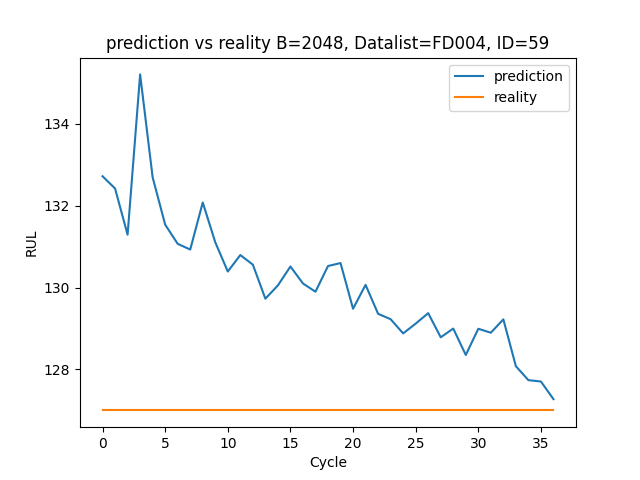 prediction vs reality B=2048, Datalist=FD004, ID=59
prediction
reality
134
132
130
128
RUL
0 5 10 15 20 25 30 35
Cycle